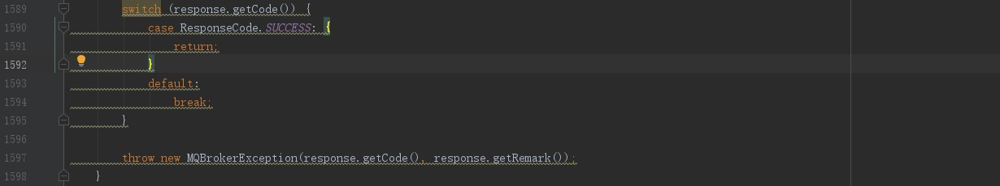 1589 switch (response.getCode()) {
1590 case ResponseCode.SUCCESS: {
1591 return;
1592 }
1593 default:
1594 break;
1595 }
1596
1597 throw new MQBrokerException(response.getCode(), response.getRemark());
1598 }